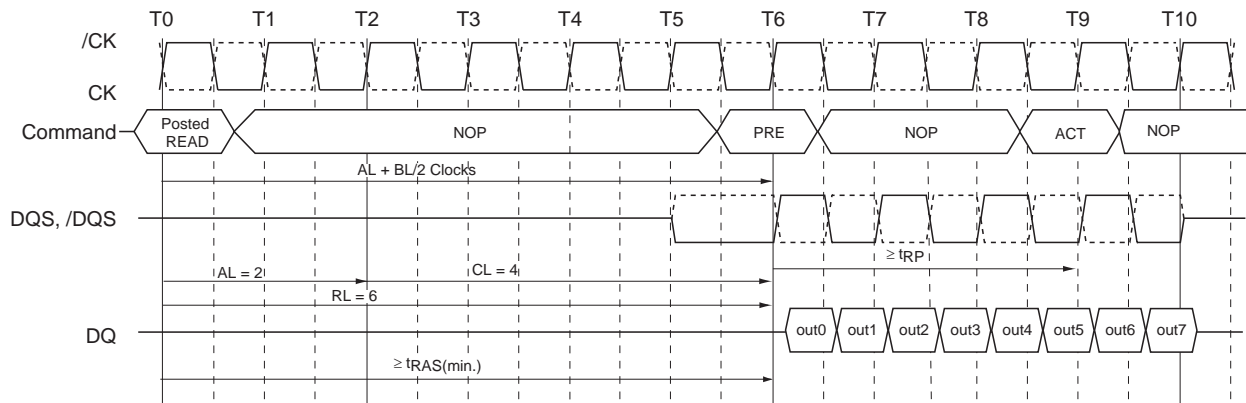 T0 T1 T2 T3 T4 T5 T6 T7 T8 T9 T10
/CK
CK
Command
Posted
READ
NOP PRE NOP ACT NOP
AL + BL/2 Clocks
DQS, /DQS
≥ tRP
AL = 2 CL = 4
RL = 6
DQ
out0 out1 out2 out3 out4 out5 out6 out7
≥ tRAS(min.)